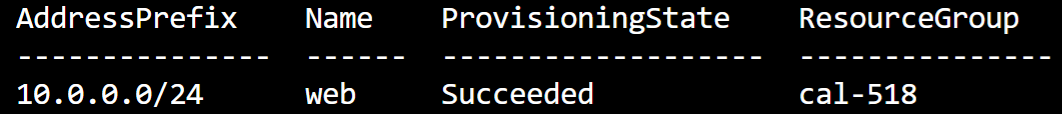 AddressPrefix    Name    ProvisioningState    ResourceGroup
---------------  ------  -------------------  ---------------
10.0.0.0/24      web     Succeeded            cal-518